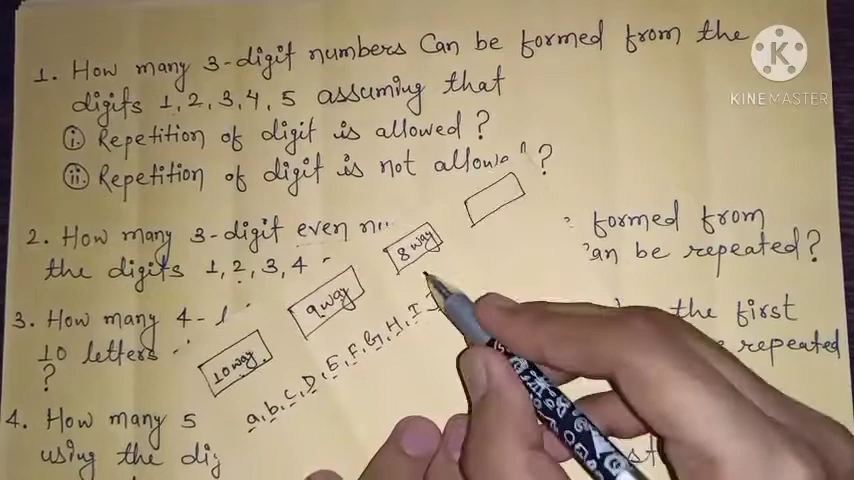 1. How many 3-digit numbers Can be formed from the
digits 1, 2, 3, 4, 5 assuming that
(i) Repetition of digit is allowed ?
(ii) Repetition of digit is not allowe ?
2. How many 3-digit even formed from
the digits 1, 2, 3, 4 an be repeated?
3. How many 4- the first
10 letters be repeated
?
4. How many 5
using the dig st
10 way
9 way
8 way
a, b, C, D, E, F, G, H, I, J
K
KINEMASTER